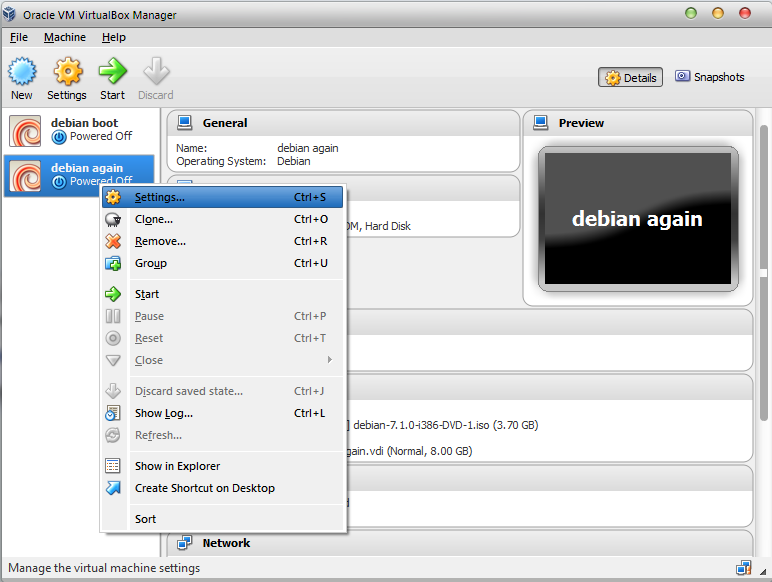 Oracle VM VirtualBox Manager
File Machine Help
New Settings Start Discard
Details Snapshots
debian boot
Powered Off
debian again
Powered Off
General
Name: debian again
Operating System: Debian
Preview
debian again
Settings... Ctrl+S
Clone... Ctrl+O
Remove... Ctrl+R
Group Ctrl+U
Start
Pause Ctrl+P
Reset Ctrl+T
Close
Discard saved state... Ctrl+J
Show Log... Ctrl+L
Refresh...
Show in Explorer
Create Shortcut on Desktop
Sort
OM, Hard Disk
] debian-7.1.0-i386-DVD-1.iso (3.70 GB)
gain.vdi (Normal, 8.00 GB)
Network
Manage the virtual machine settings